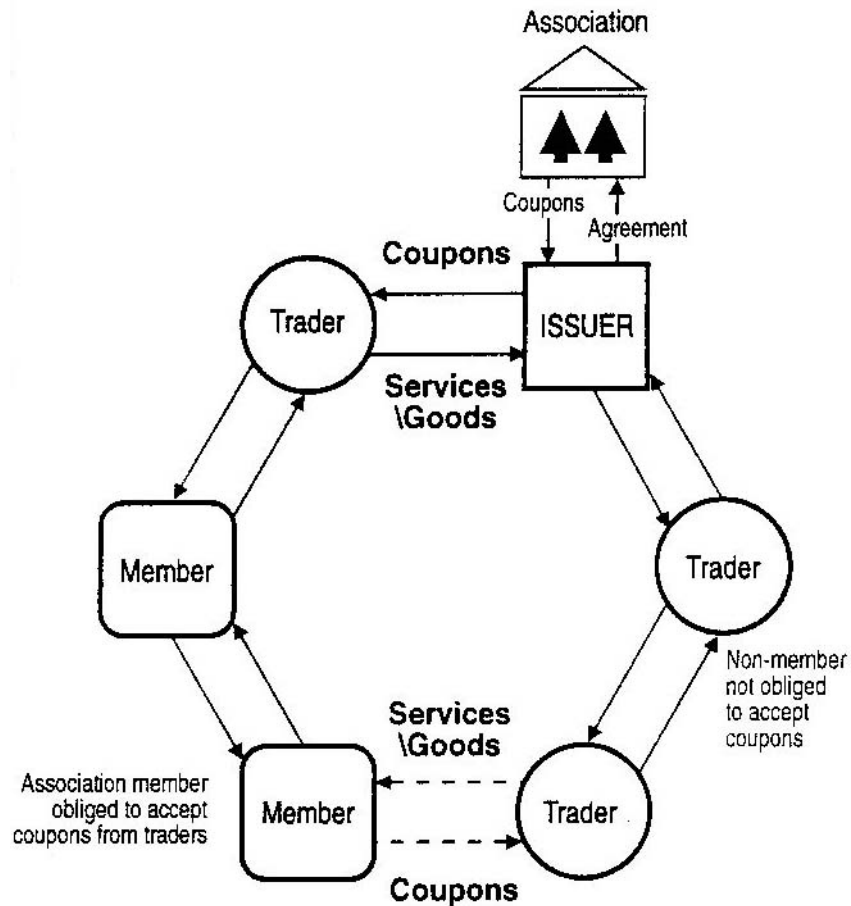 Association
Coupons
Agreement
Coupons
Trader
ISSUER
Services
\Goods
Member
Trader
Non-member
not obliged
to accept
coupons
Services
\Goods
Association member
obliged to accept
coupons from traders
Member
Trader
Coupons